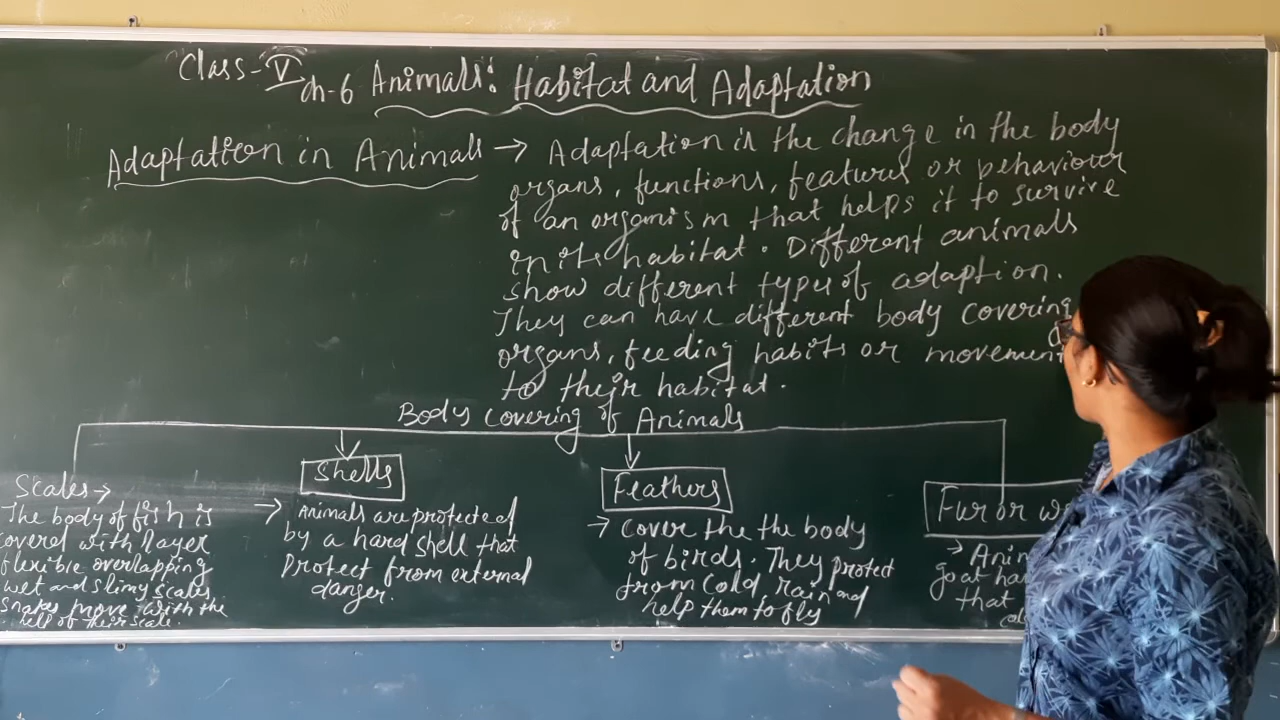 Class-V ch-6 Animals: Habitat and Adaptation
Adaptation in Animals → Adaptation is the change in the body
organs, functions, features or behaviour
of an organism that helps it to survive
in its habitat. Different animals
show different types of adaption.
They can have different body covering
organs, feeding habits or movement
to their habitat.
Body Covering of Animals
Scales →
The body of fish is
covered with layer
flexible overlapping
wet and slimy scales
Snakes move with the
help of their scale.
Shells
→ Animals are protected
by a hard shell that
Protect from external
danger.
Feathers
→ Cover the the body
of birds. They protect
from cold, rain and
help them to fly
Fur or
→
goat
that